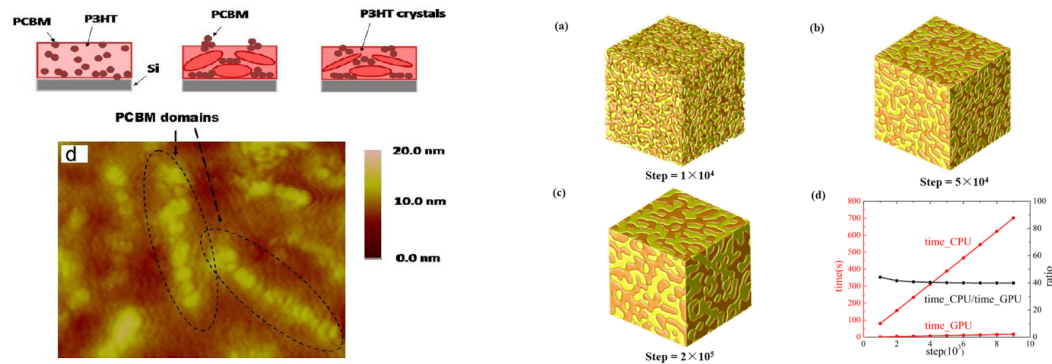 PCBM
P3HT
PCBM
P3HT crystals
Si
PCBM domains
d
20.0 nm
10.0 nm
0.0 nm
(a)
Step = 1×10⁴
(b)
Step = 5×10⁴
(c)
Step = 2×10⁵
(d)
800
700
600
500
400
300
200
100
0
time(s)
time_CPU
time_CPU/time_GPU
time_GPU
100
80
60
40
20
0
ratio
0 2 4 6 8 10
step(10³)